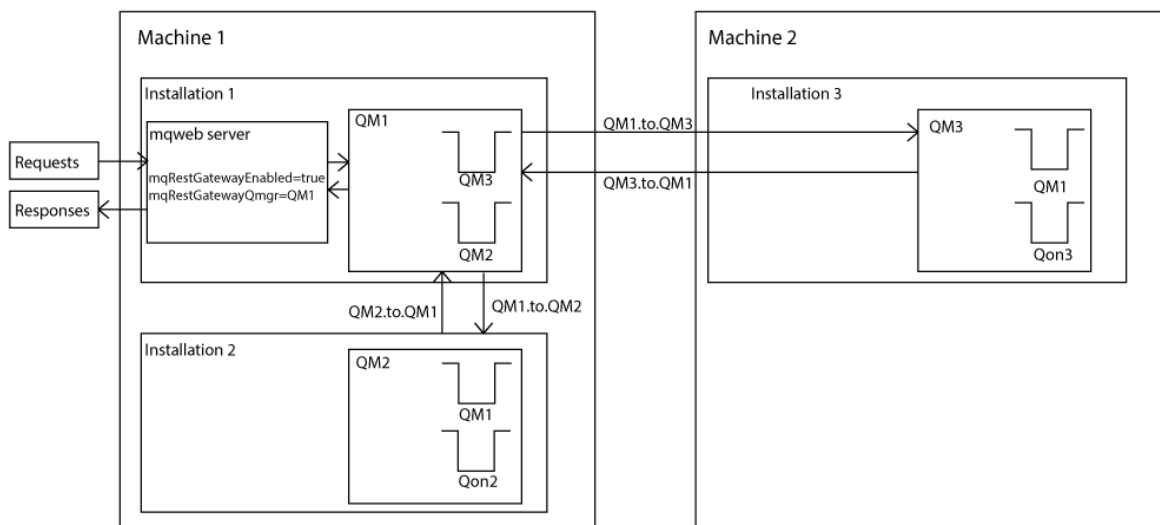 Machine 1
Machine 2
Installation 1
Installation 3
mqweb server
QM1
QM1.to.QM3
QM3
Requests
mqRestGatewayEnabled=true
mqRestGatewayQmgr=QM1
QM3
QM3.to.QM1
QM1
Responses
QM2
Qon3
QM2.to.QM1
QM1.to.QM2
Installation 2
QM2
QM1
Qon2